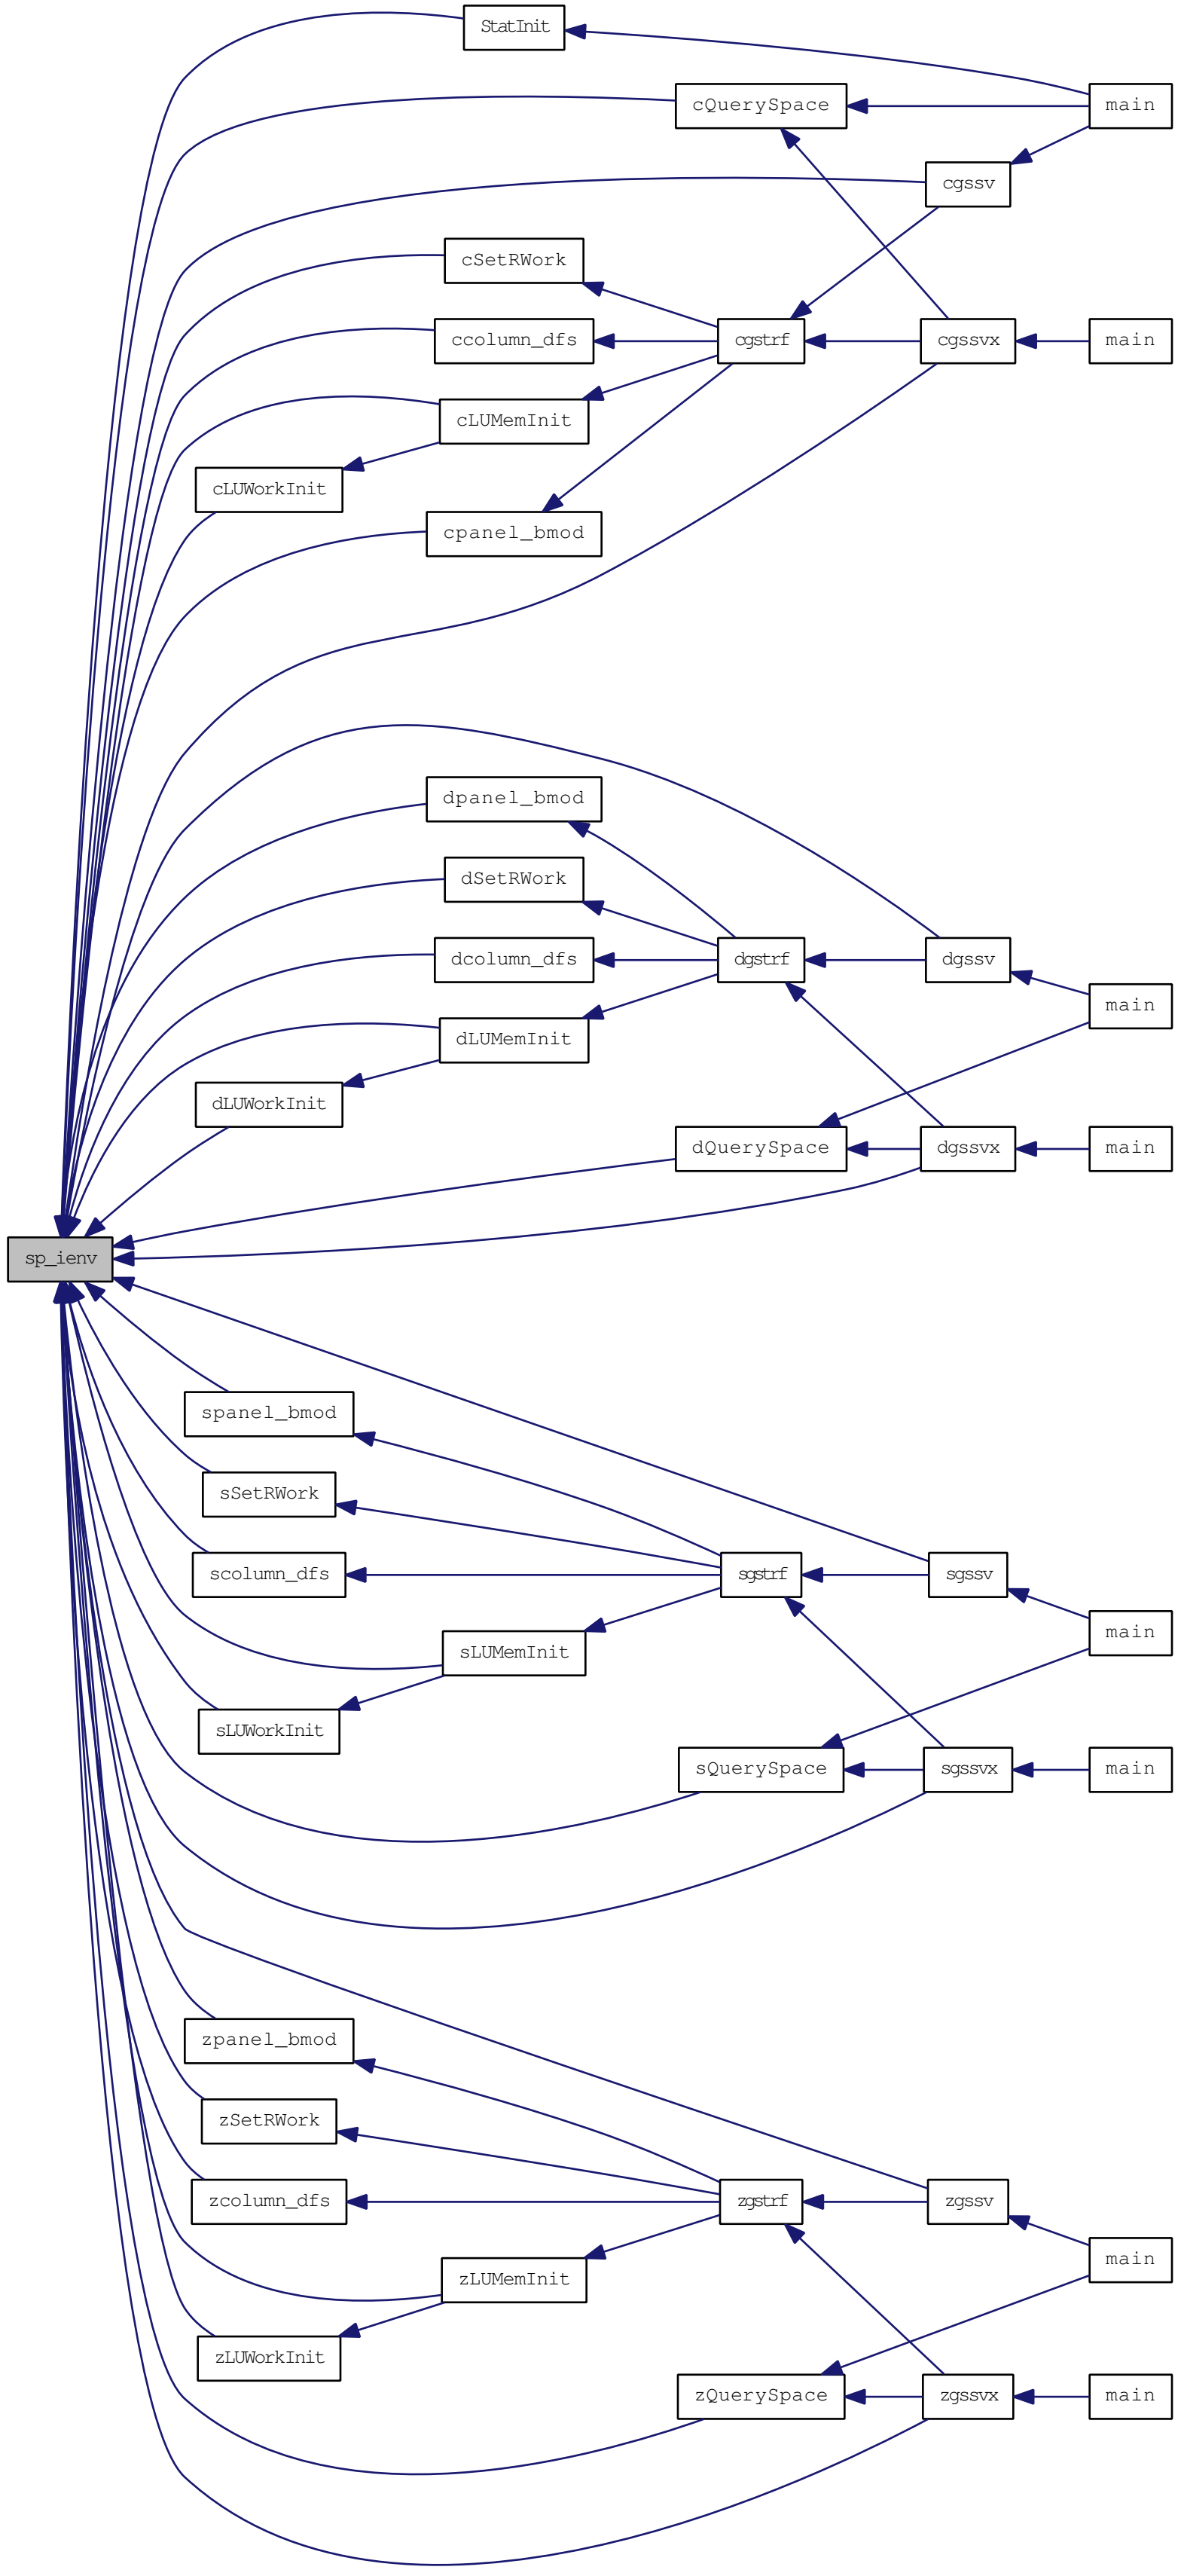 StatInit
cQuerySpace
main
cgssv
cSetRWork
ccolumn_dfs
cgstrf
cgssvx
main
cLUMemInit
cLUWorkInit
cpanel_bmod
dpanel_bmod
dSetRWork
dcolumn_dfs
dgstrf
dgssv
main
dLUMemInit
dLUWorkInit
dQuerySpace
dgssvx
main
sp_ienv
spanel_bmod
sSetRWork
scolumn_dfs
sgstrf
sgssv
main
sLUMemInit
sLUWorkInit
sQuerySpace
sgssvx
main
zpanel_bmod
zSetRWork
zcolumn_dfs
zgstrf
zgssv
main
zLUMemInit
zLUWorkInit
zQuerySpace
zgssvx
main